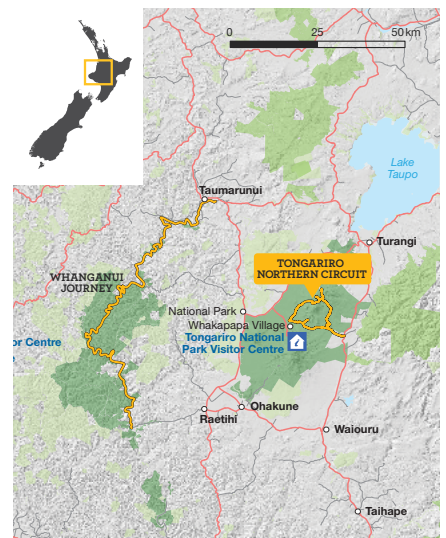 0 25 50 km
Lake
Taupo
Taumarunui
Turangi
TONGARIRO
NORTHERN CIRCUIT
WHANGANUI
JOURNEY
National Park
Whakapapa Village
Tongariro National
Park Visitor Centre
or Centre
Ohakune
Raetihi
Waiouru
Taihape